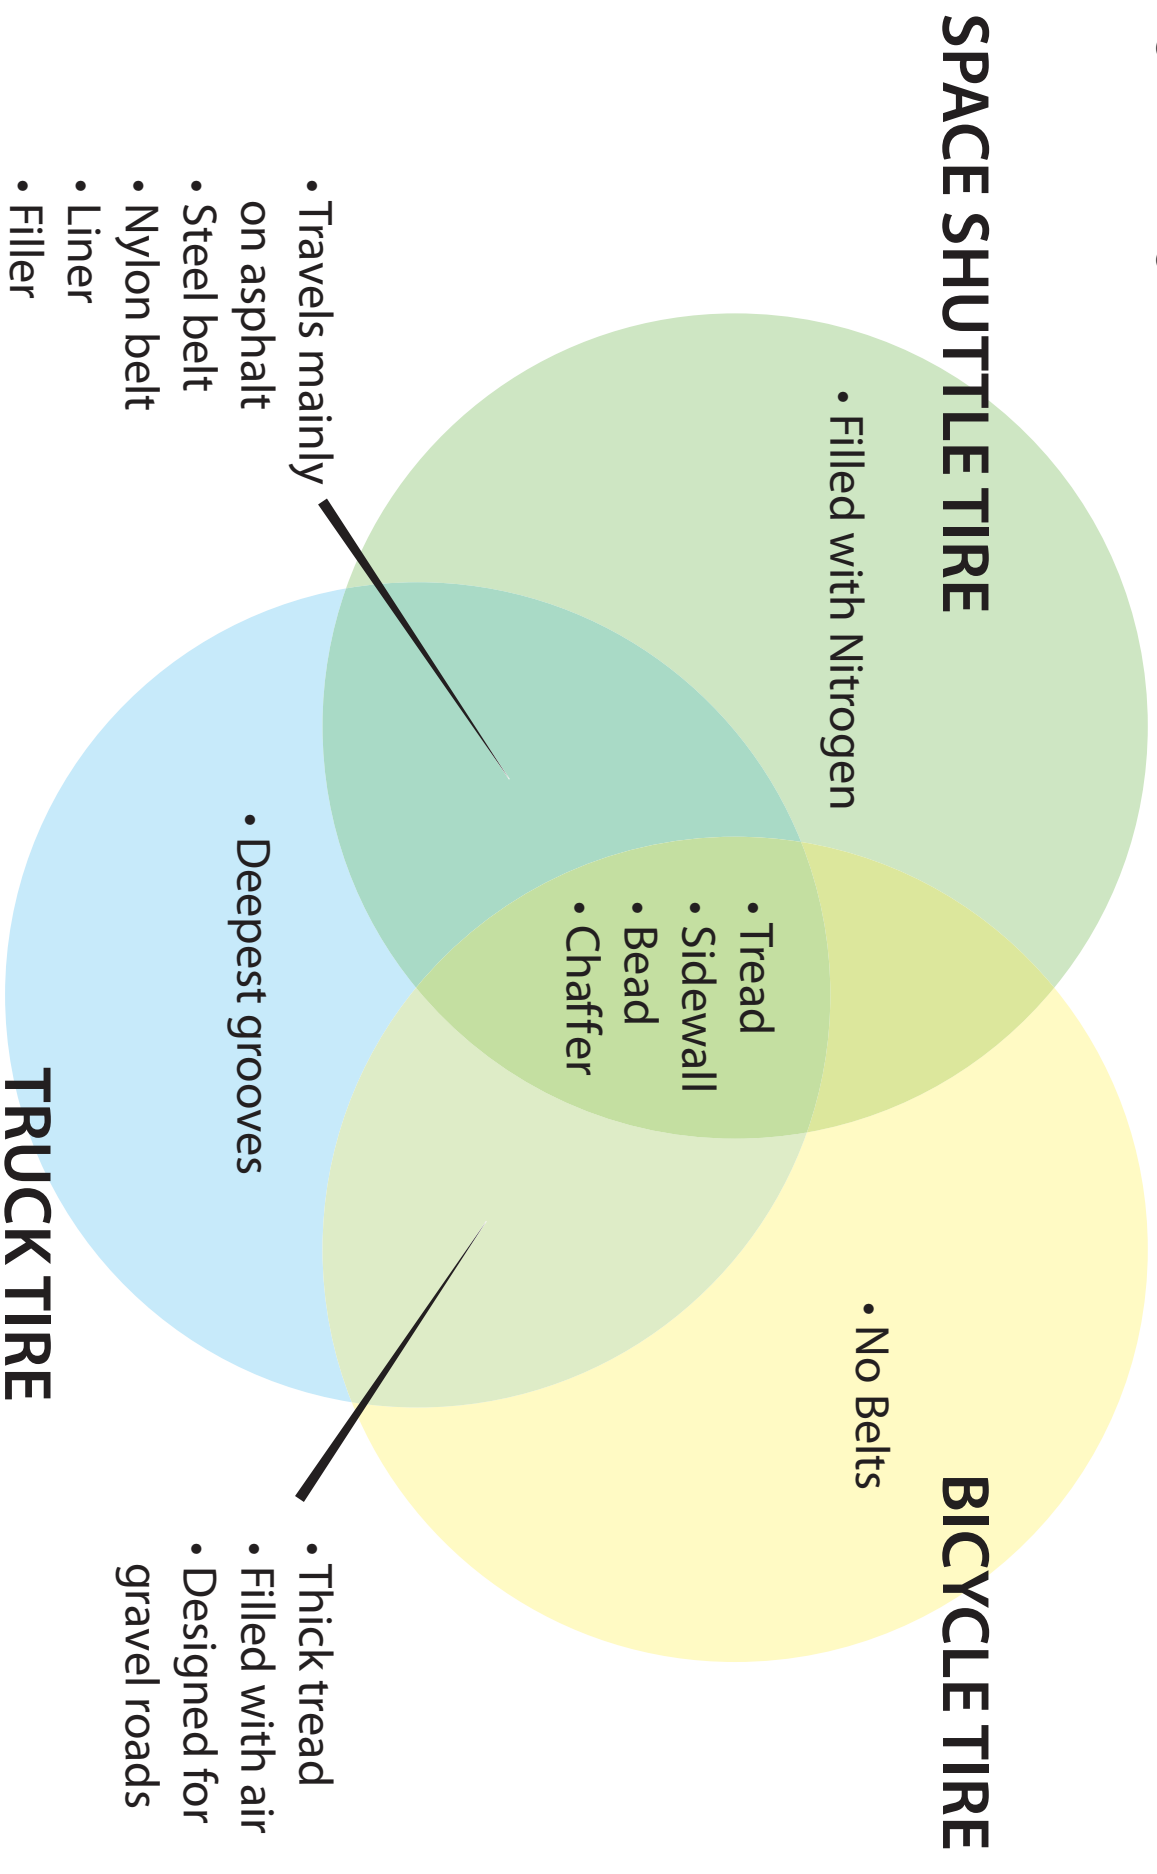 SPACE SHUTTLE TIRE
BICYCLE TIRE
• Filled with Nitrogen
• No Belts
• Tread
• Sidewall
• Bead
• Chaffer
• Travels mainly
on asphalt
• Steel belt
• Nylon belt
• Liner
• Filler
• Thick tread
• Filled with air
• Designed for
gravel roads
• Deepest grooves
TRUCK TIRE